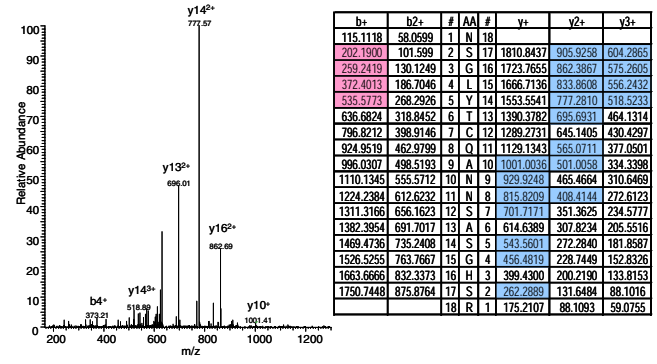 y14²⁺
777.57
100
90
80
70
60
50
40
30
20
10
0
Relative Abundance
y13²⁺
696.01
y16²⁺
862.69
b4⁺
373.21
y14³⁺
518.89
y10⁺
1001.41
200 400 600 800 1000 1200
m/z
b+ b2+ # AA # y+ y2+ y3+
115.1118 58.0599 1 N 18
202.1900 101.599 2 S 17 1810.8437 905.9258 604.2865
259.2419 130.1249 3 G 16 1723.7655 862.3867 575.2605
372.4013 186.7046 4 L 15 1666.7136 833.8608 556.2432
535.5773 268.2926 5 Y 14 1553.5541 777.2810 518.5233
636.6824 318.8452 6 T 13 1390.3782 695.6931 464.1314
796.8212 398.9146 7 C 12 1289.2731 645.1405 430.4297
924.9519 462.9799 8 Q 11 1129.1343 565.0711 377.0501
996.0307 498.5193 9 A 10 1001.0036 501.0058 334.3398
1110.1345 555.5712 10 N 9 929.9248 465.4664 310.6469
1224.2384 612.6232 11 N 8 815.8209 408.4144 272.6123
1311.3166 656.1623 12 S 7 701.7171 351.3625 234.5777
1382.3954 691.7017 13 A 6 614.6389 307.8234 205.5516
1469.4736 735.2408 14 S 5 543.5601 272.2840 181.8587
1526.5255 763.7667 15 G 4 456.4819 228.7449 152.8326
1663.6666 832.3373 16 H 3 399.4300 200.2190 133.8153
1750.7448 875.8764 17 S 2 262.2889 131.6484 88.1016
18 R 1 175.2107 88.1093 59.0755